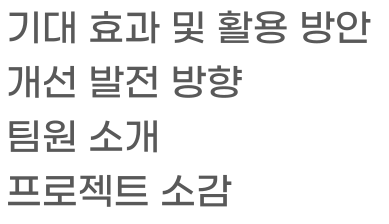 기대 효과 및 활용 방안
개선 발전 방향
팀원 소개
프로젝트 소감